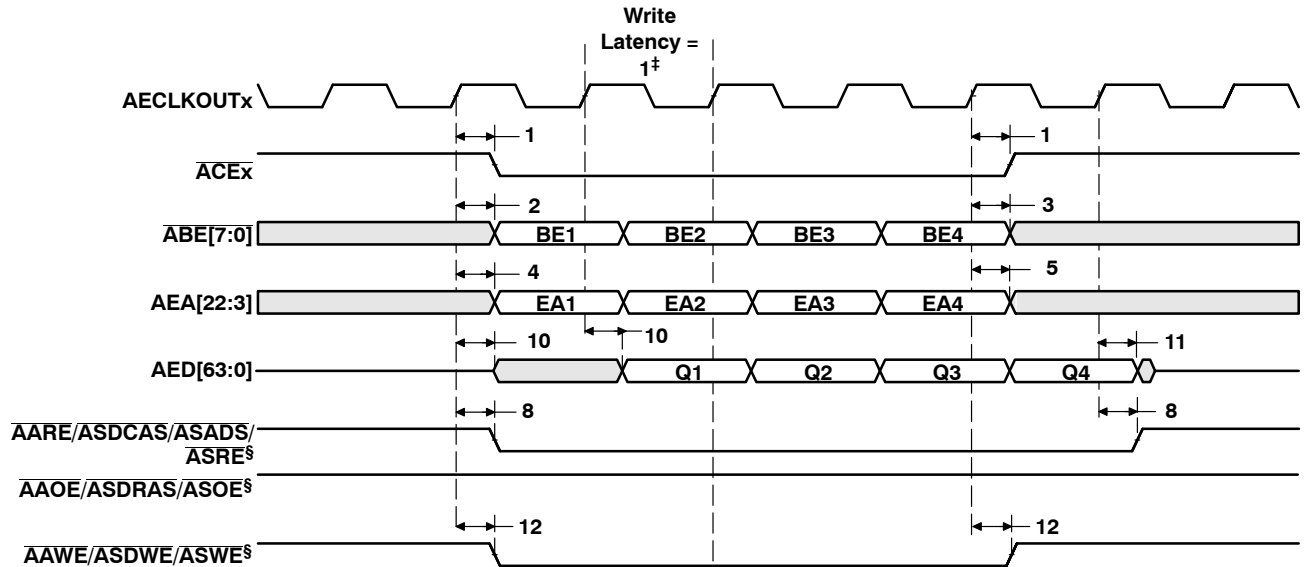 Write
Latency =
1‡
AECLKOUTx
1 1
ACEx
2 3
ABE[7:0] BE1 BE2 BE3 BE4
4 5
AEA[22:3] EA1 EA2 EA3 EA4
10 10 11
AED[63:0] Q1 Q2 Q3 Q4
8 8
AARE/ASDCAS/ASADS/
ASRE§
AAOE/ASDRAS/ASOE§
12 12
AAWE/ASDWE/ASWE§